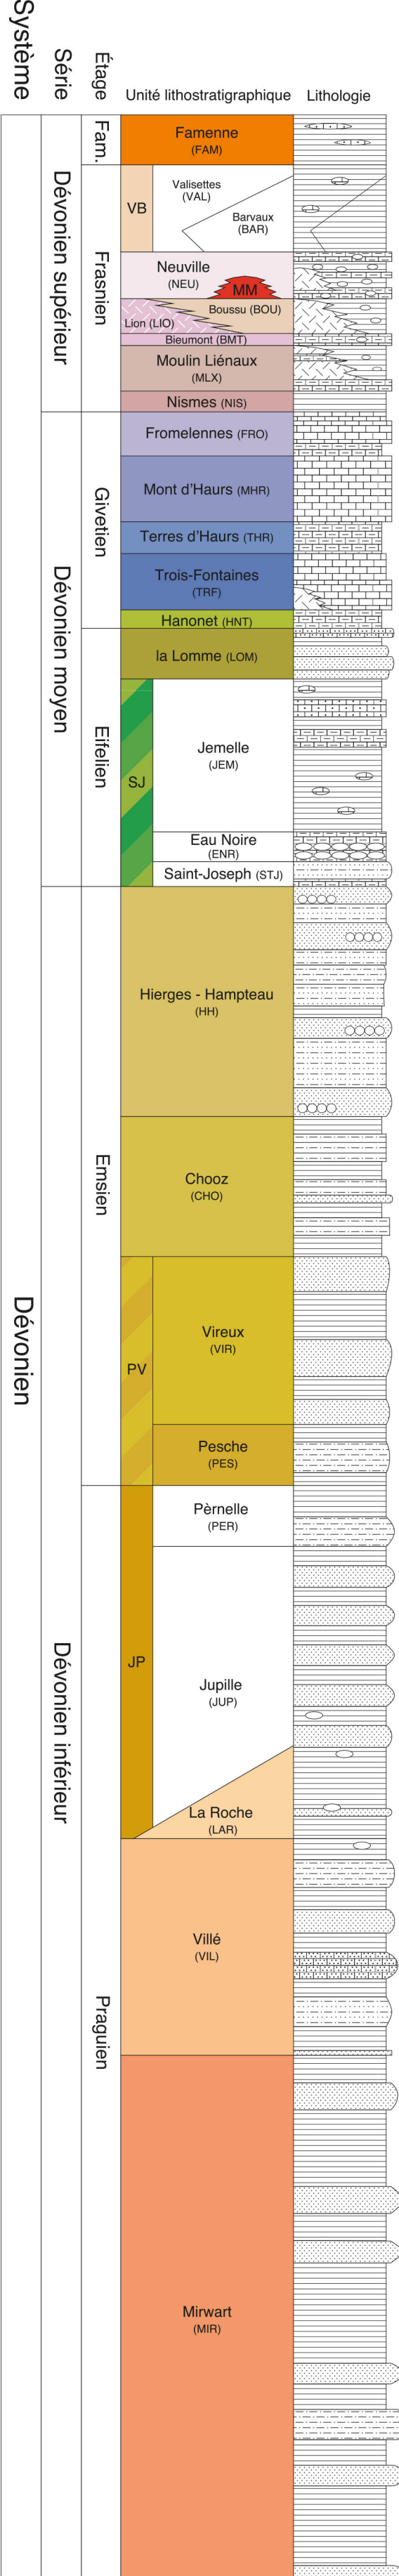 Système
Série
Étage
Unité lithostratigraphique
Lithologie
Dévonien
Dévonien supérieur
Dévonien moyen
Dévonien inférieur
Fam.
Frasnien
Givetien
Eifelien
Emsien
Praguien
Famenne
(FAM)
VB
Valisettes
(VAL)
Barvaux
(BAR)
Neuville
(NEU)
MM
Boussu (BOU)
Lion (LIO)
Bieumont (BMT)
Moulin Liénaux
(MLX)
Nismes (NIS)
Fromelennes (FRO)
Mont d'Haurs (MHR)
Terres d'Haurs (THR)
Trois-Fontaines
(TRF)
Hanonet (HNT)
la Lomme (LOM)
SJ
Jemelle
(JEM)
Eau Noire
(ENR)
Saint-Joseph (STJ)
Hierges - Hampteau
(HH)
Chooz
(CHO)
PV
Vireux
(VIR)
Pesche
(PES)
JP
Pèrnelle
(PER)
Jupille
(JUP)
La Roche
(LAR)
Villé
(VIL)
Mirwart
(MIR)